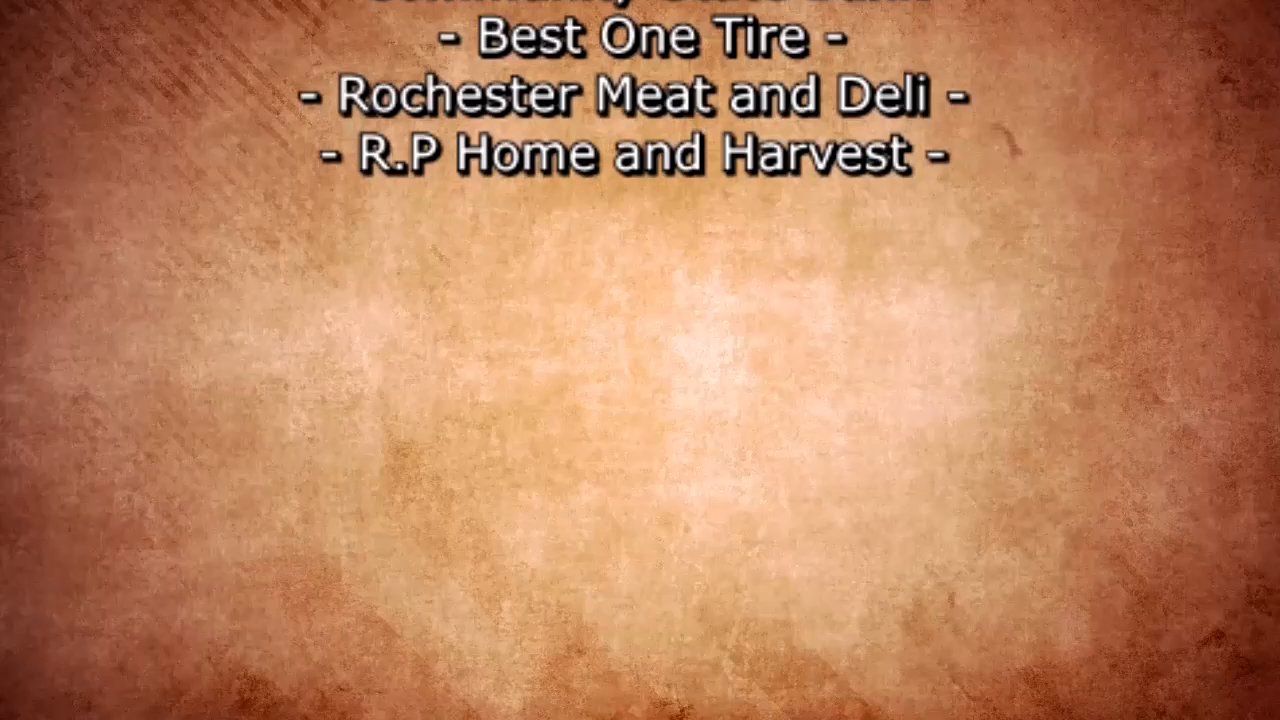 - Best One Tire -
- Rochester Meat and Deli -
- R.P Home and Harvest -